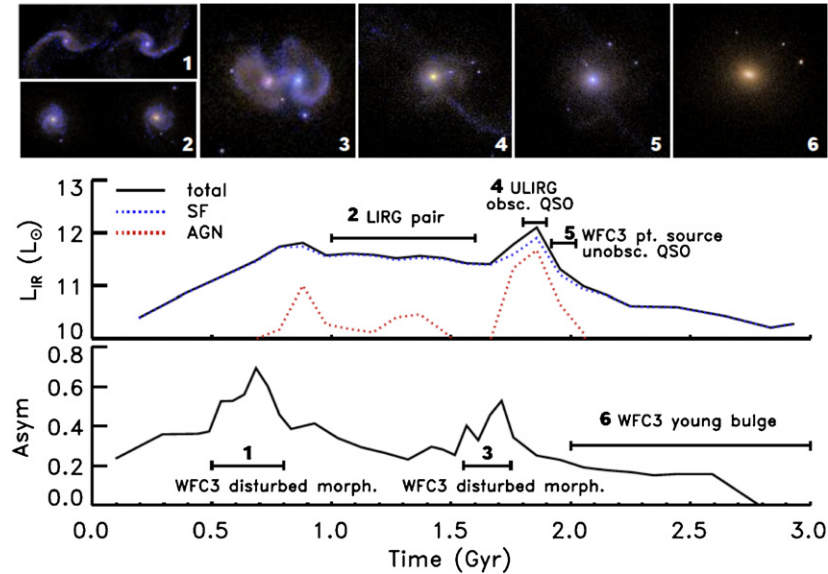 1
2
3
4
5
6
13
12
11
10
L_IR (L_⊙)
total
SF
AGN
2 LIRG pair
4 ULIRG
obsc. QSO
5 WFC3 pt. source
unobsc. QSO
0.8
0.6
0.4
0.2
0.0
Asym
1
WFC3 disturbed morph.
3
WFC3 disturbed morph.
6 WFC3 young bulge
0.0 0.5 1.0 1.5 2.0 2.5 3.0
Time (Gyr)